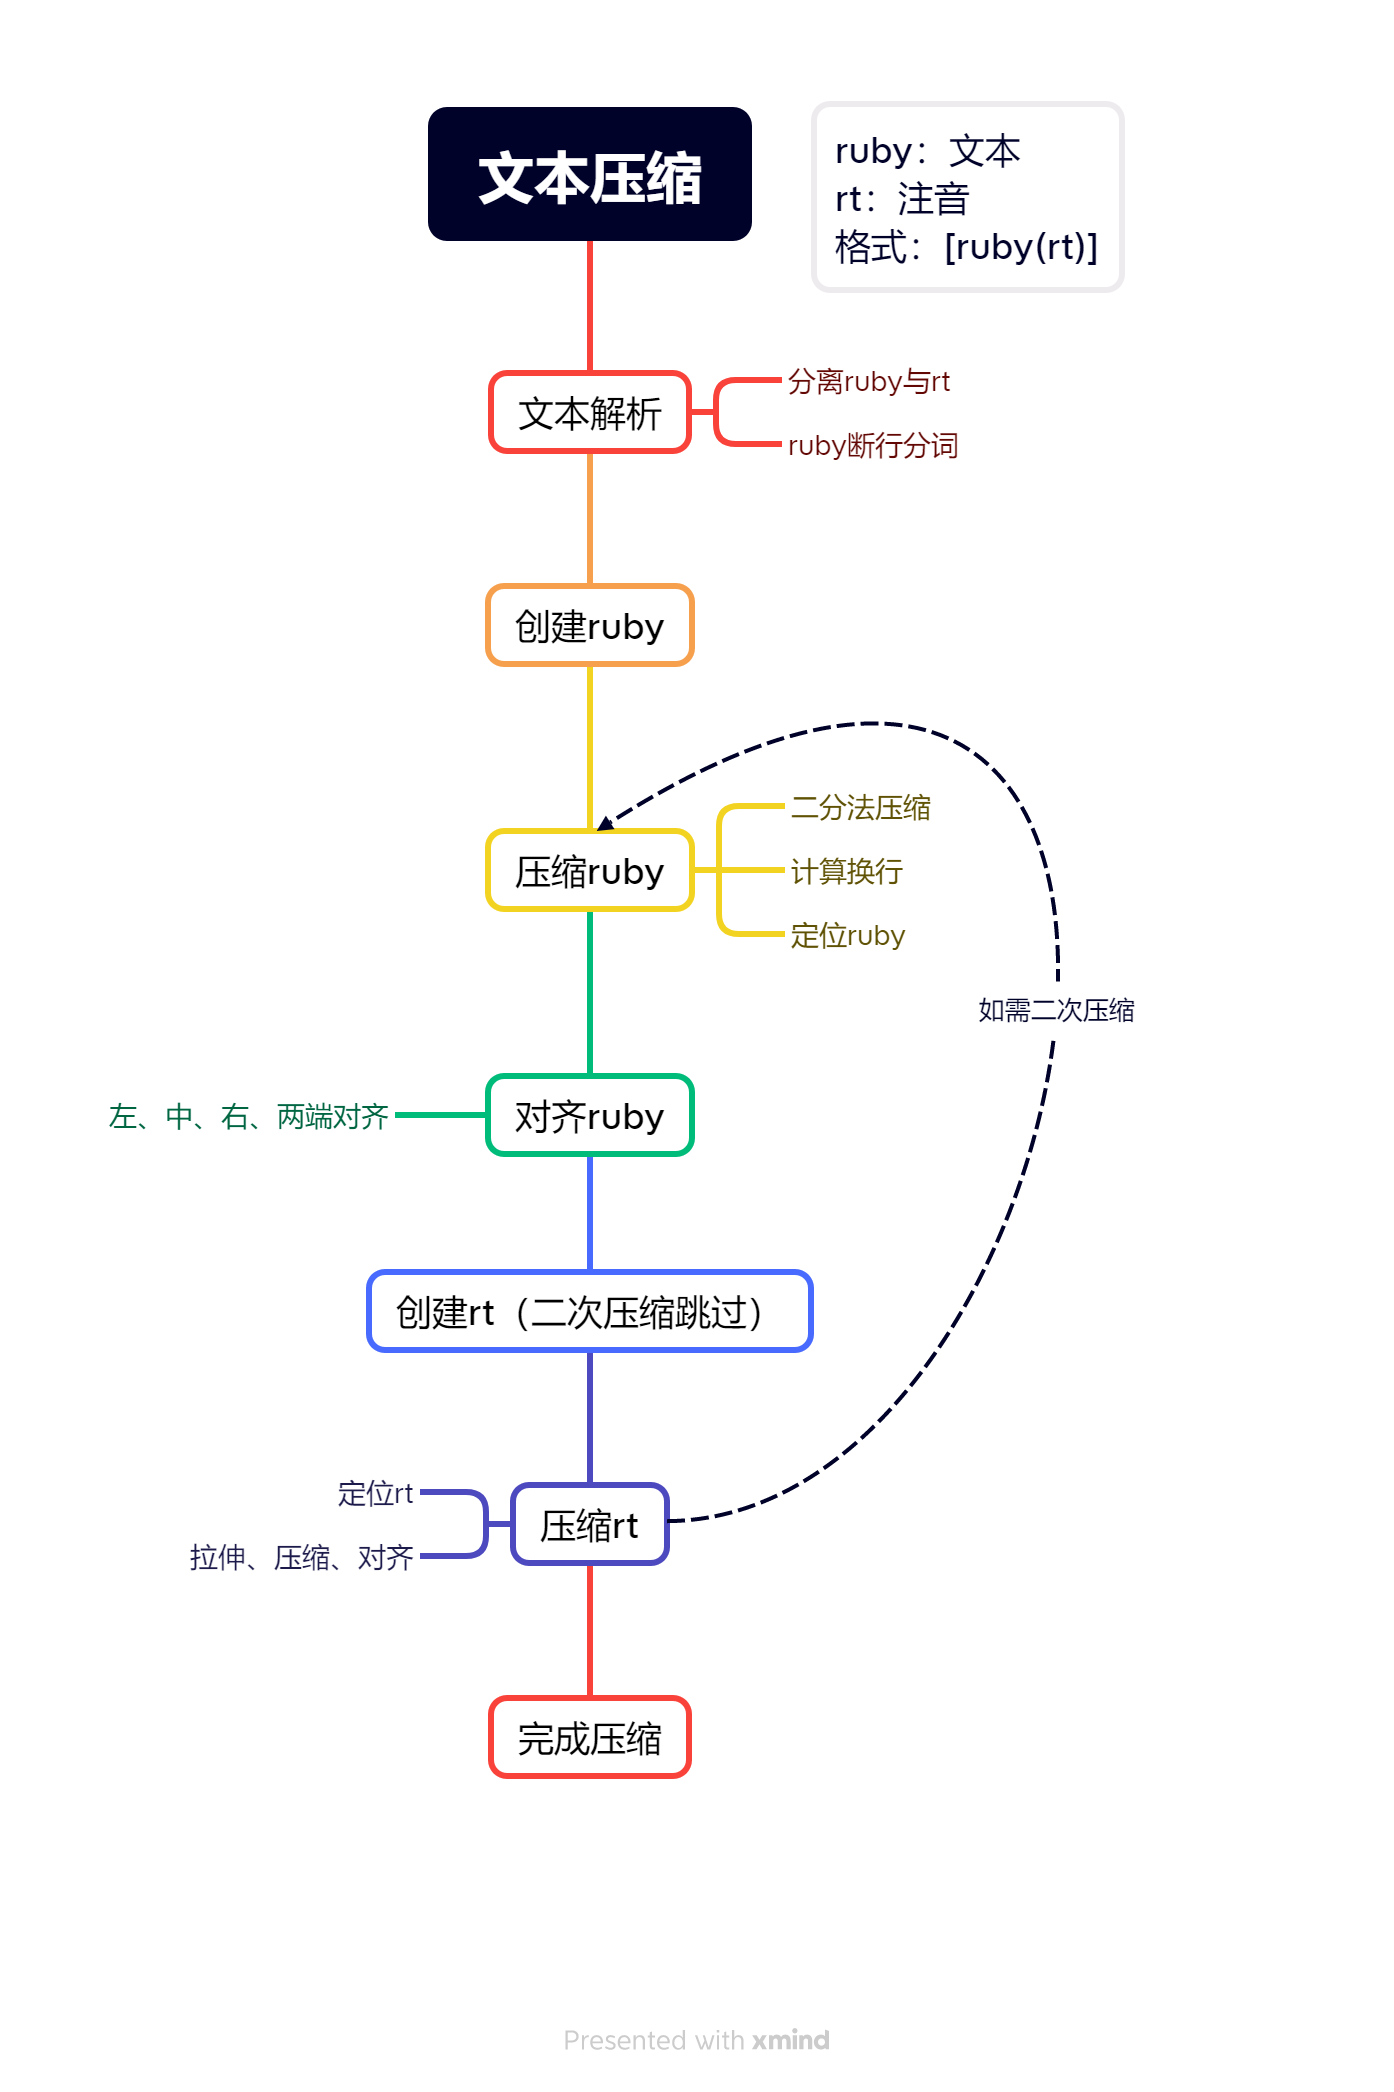 文本压缩
ruby：文本
rt：注音
格式：[ruby(rt)]
文本解析
分离ruby与rt
ruby断行分词
创建ruby
压缩ruby
二分法压缩
计算换行
定位ruby
如需二次压缩
对齐ruby
左、中、右、两端对齐
创建rt（二次压缩跳过）
压缩rt
定位rt
拉伸、压缩、对齐
完成压缩
Presented with xmind